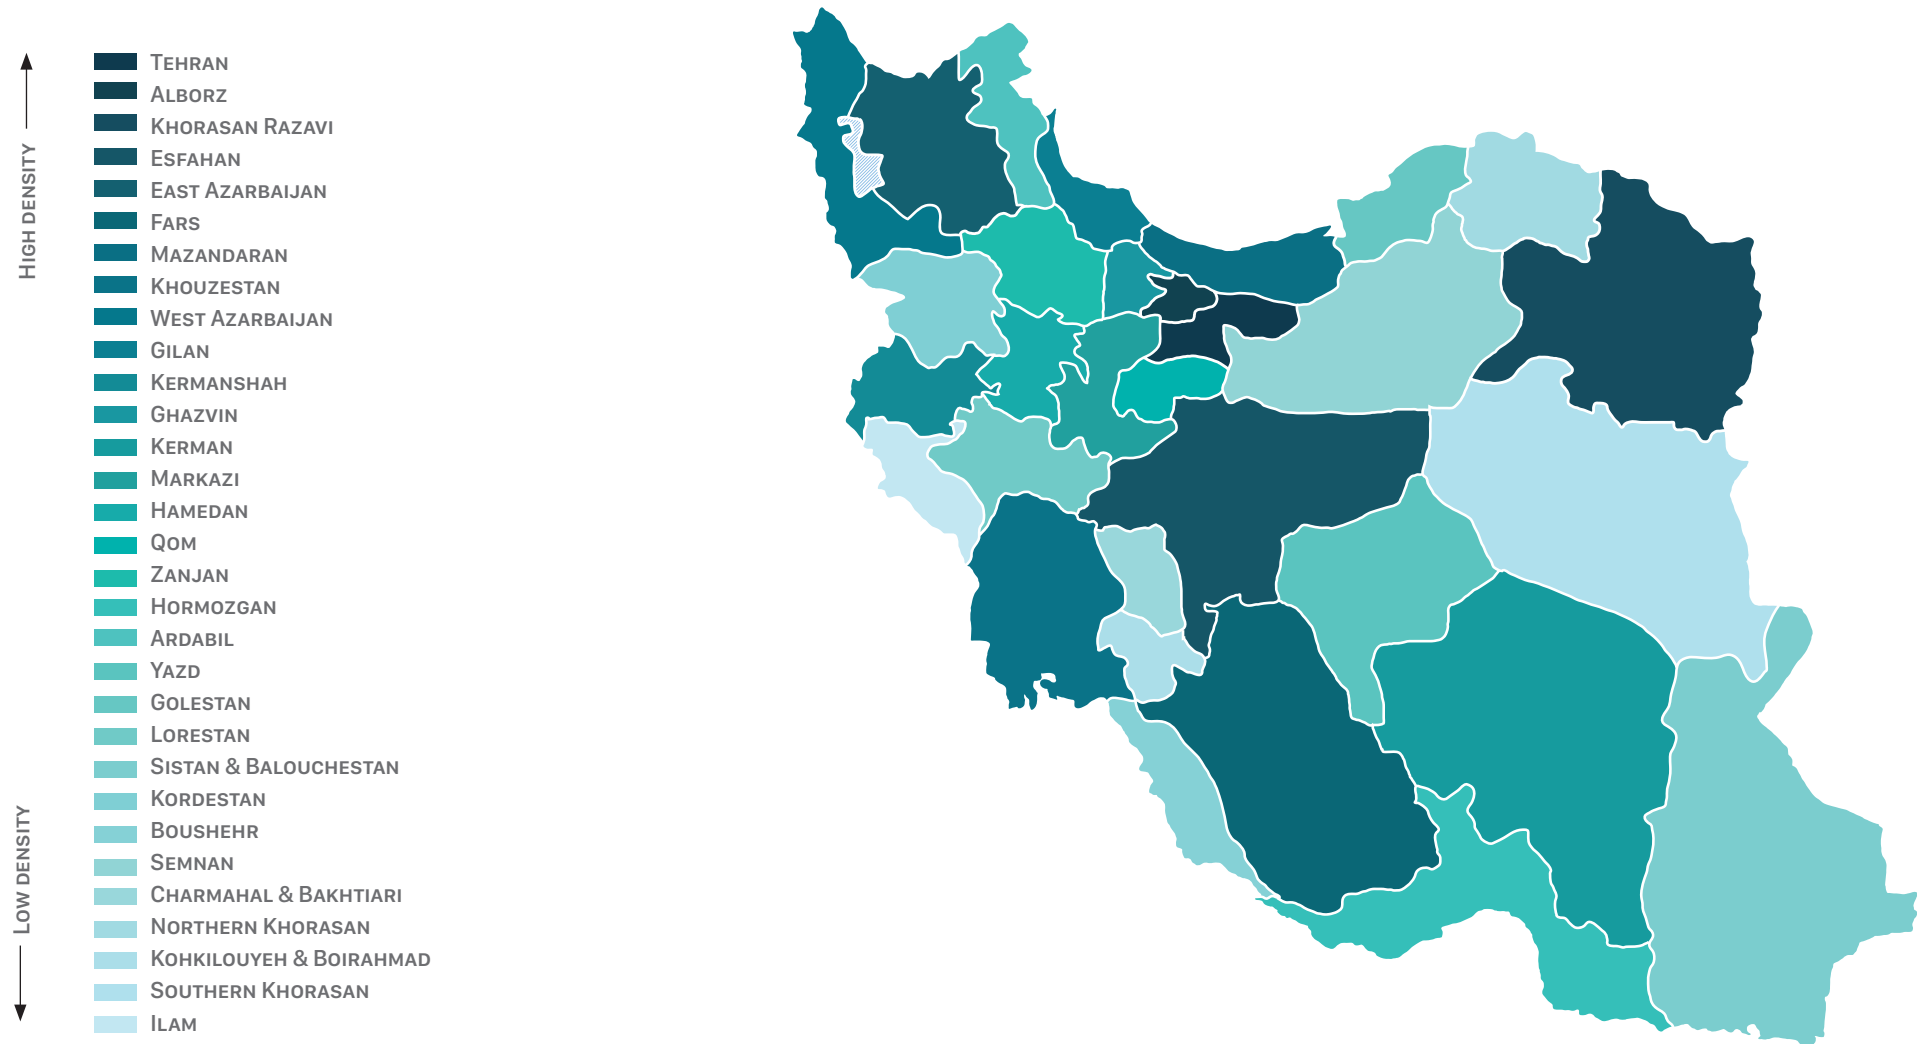 High density
Low density
Tehran
Alborz
Khorasan Razavi
Esfahan
East Azarbaijan
Fars
Mazandaran
Khouzestan
West Azarbaijan
Gilan
Kermanshah
Ghazvin
Kerman
Markazi
Hamedan
Qom
Zanjan
Hormozgan
Ardabil
Yazd
Golestan
Lorestan
Sistan & Balouchestan
Kordestan
Boushehr
Semnan
Charmahal & Bakhtiari
Northern Khorasan
Kohkilouyeh & Boirahmad
Southern Khorasan
Ilam